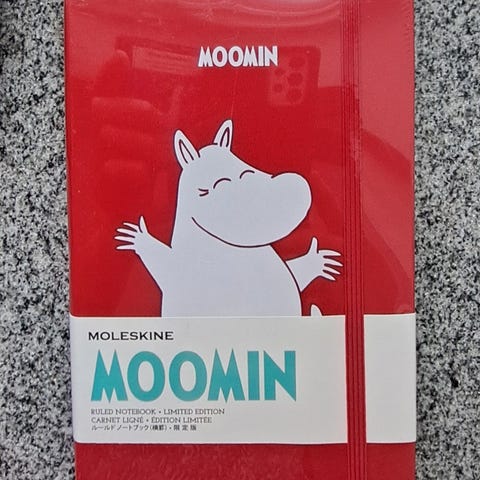 MOOMIN
MOLESKINE
MOOMIN
RULED NOTEBOOK • LIMITED EDITION
CARNET LIGNÉ • ÉDITION LIMITÉE
ルールドノートブック(横罫)・限定版